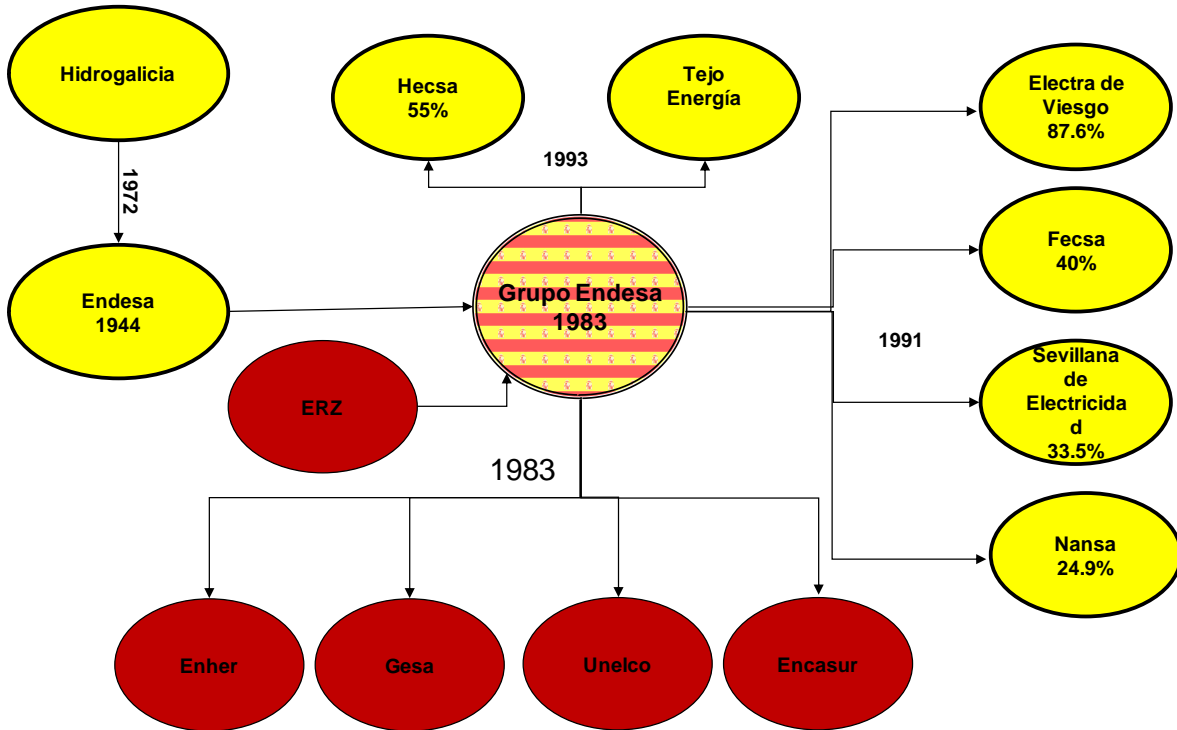 Hidrogalicia
Hecsa
55%
Tejo
Energía
Electra de
Viesgo
87.6%
1993
1972
Fecsa
40%
Endesa
1944
Grupo Endesa
1983
1991
Sevillana
de
Electricida
d
33.5%
ERZ
1983
Nansa
24.9%
Enher
Gesa
Unelco
Encasur